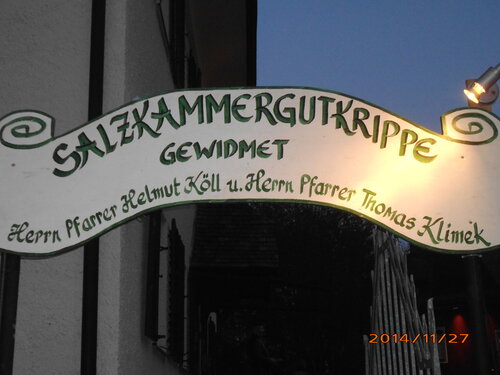 SALZKAMMERGUTKRIPPE
GEWIDMET
Herrn Pfarrer Helmut Köll u. Herrn Pfarrer Thomas Klimek
2014/11/27